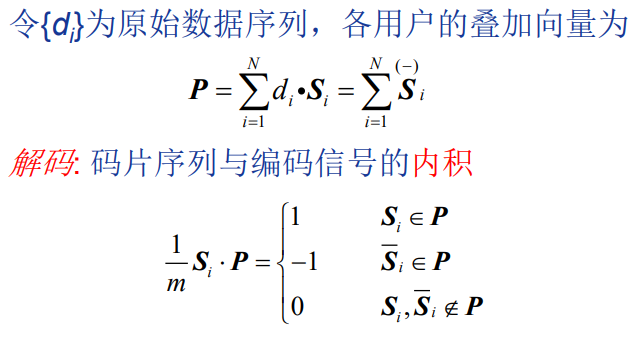 令{dᵢ}为原始数据序列，各用户的叠加向量为
$\boldsymbol{P} = \sum_{i=1}^{N} d_i \bullet \boldsymbol{S}_i = \sum_{i=1}^{N} \overset{(-)}{\boldsymbol{S}}_i$
解码: 码片序列与编码信号的内积
$\frac{1}{m} \boldsymbol{S}_i \cdot \boldsymbol{P} = \begin{cases} 1 & \boldsymbol{S}_i \in \boldsymbol{P} \\ -1 & \overline{\boldsymbol{S}}_i \in \boldsymbol{P} \\ 0 & \boldsymbol{S}_i, \overline{\boldsymbol{S}}_i \notin \boldsymbol{P} \end{cases}$